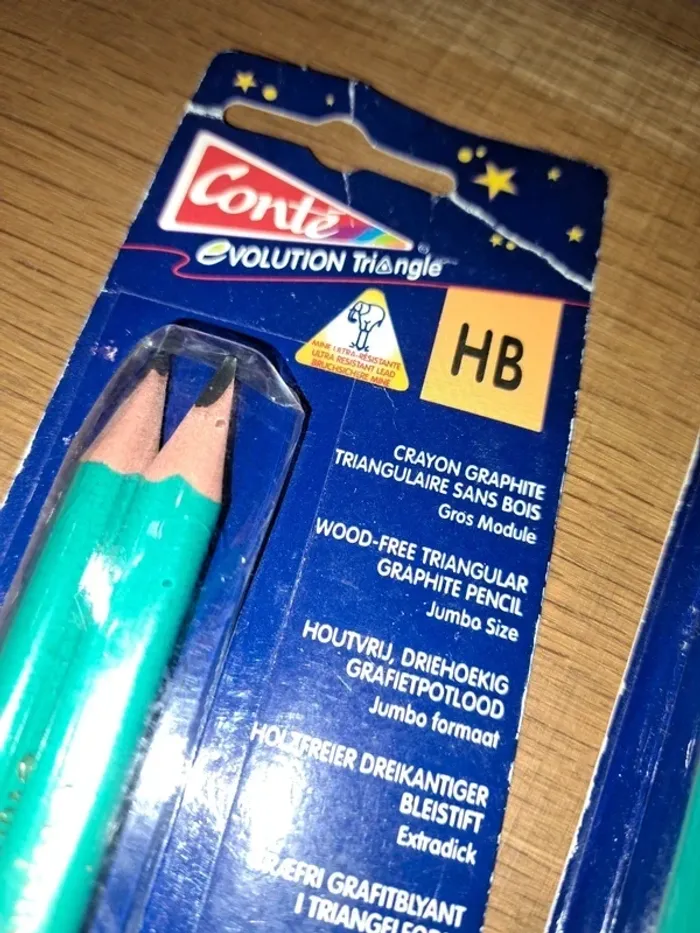 Conté
evolution Triangle
MINE ULTRA-RÉSISTANTE
ULTRA RESISTANT LEAD
BRUCHSICHERE MINE
HB
CRAYON GRAPHITE
TRIANGULAIRE SANS BOIS
Gros Module
WOOD-FREE TRIANGULAR
GRAPHITE PENCIL
Jumbo Size
HOUTVRIJ, DRIEHOEKIG
GRAFIETPOTLOOD
Jumbo formaat
HOLZFREIER DREIKANTIGER
BLEISTIFT
Extradick
GRAFITBLYANT